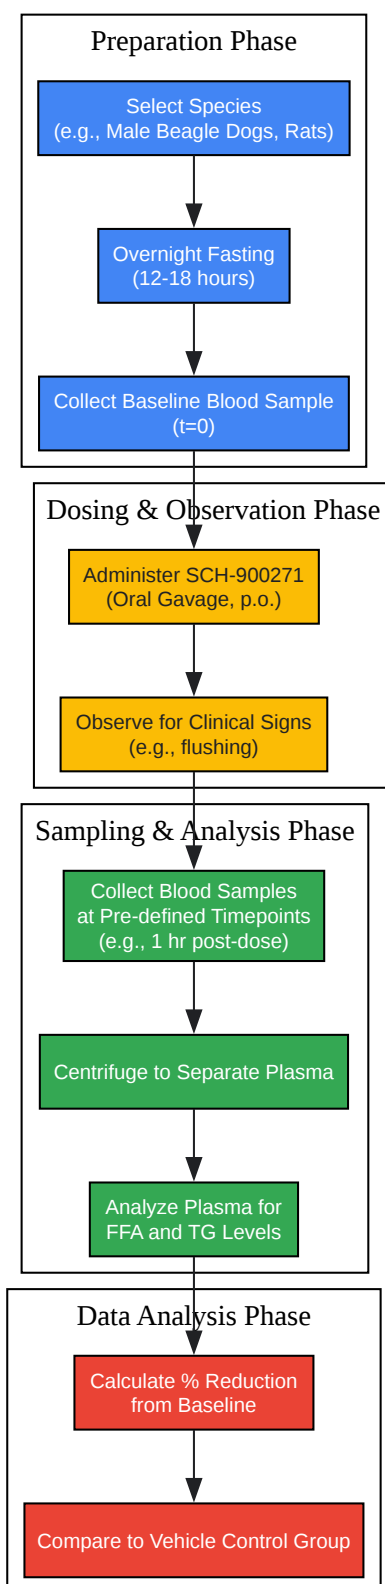 Preparation Phase
Select Species
(e.g., Male Beagle Dogs, Rats)
Overnight Fasting
(12-18 hours)
Collect Baseline Blood Sample
(t=0)
Dosing & Observation Phase
Administer SCH-900271
(Oral Gavage, p.o.)
Observe for Clinical Signs
(e.g., flushing)
Sampling & Analysis Phase
Collect Blood Samples
at Pre-defined Timepoints
(e.g., 1 hr post-dose)
Centrifuge to Separate Plasma
Analyze Plasma for
FFA and TG Levels
Data Analysis Phase
Calculate % Reduction
from Baseline
Compare to Vehicle Control Group